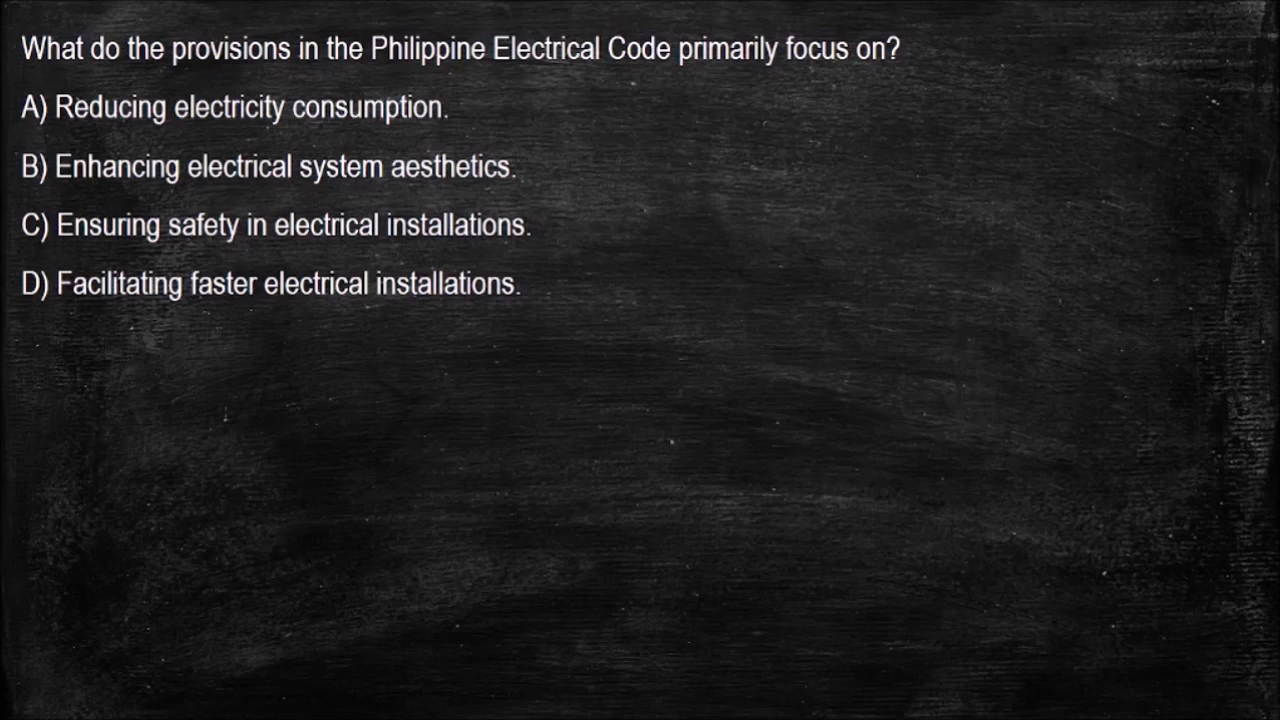 What do the provisions in the Philippine Electrical Code primarily focus on?
A) Reducing electricity consumption.
B) Enhancing electrical system aesthetics.
C) Ensuring safety in electrical installations.
D) Facilitating faster electrical installations.